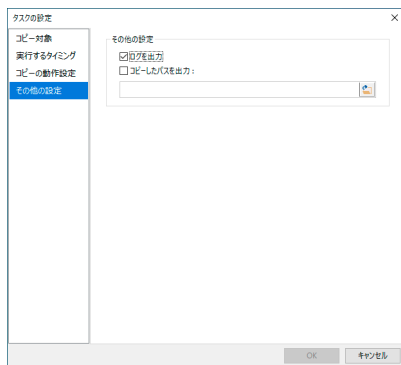 タスクの設定
コピー対象
実行するタイミング
コピーの動作設定
その他の設定
その他の設定
ログを出力
コピーしたパスを出力：
OK
キャンセル